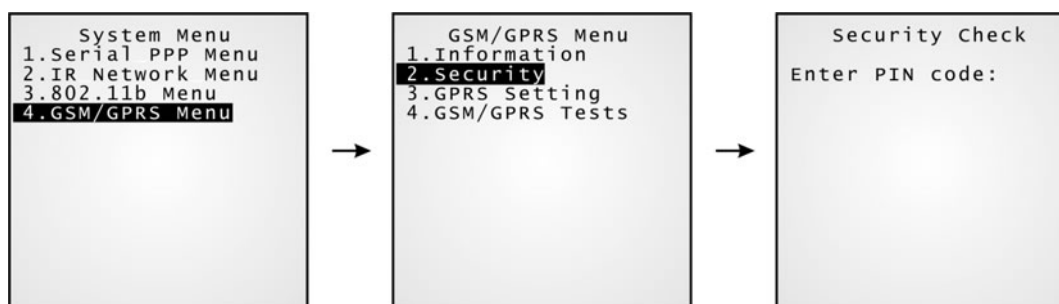 System Menu
1.Serial PPP Menu
2.IR Network Menu
3.802.11b Menu
4.GSM/GPRS Menu
GSM/GPRS Menu
1.Information
2.Security
3.GPRS Setting
4.GSM/GPRS Tests
Security Check
Enter PIN code: